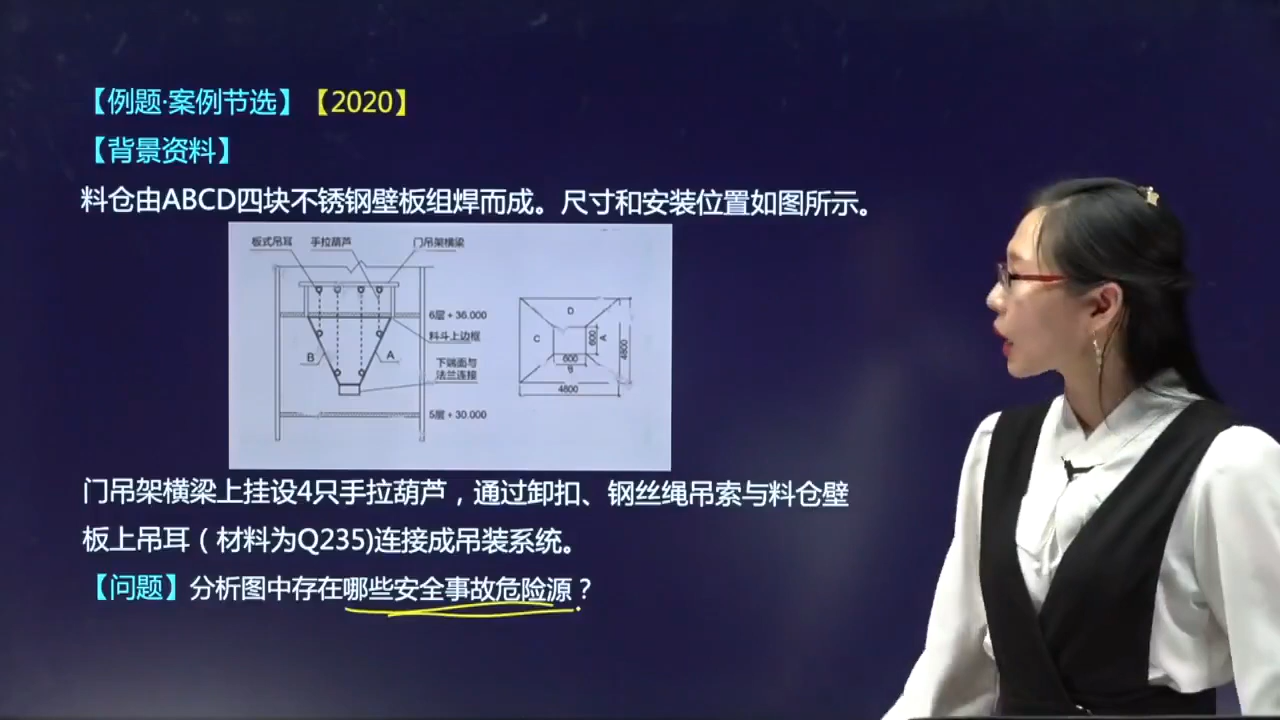 【例题·案例节选】【2020】
【背景资料】
料仓由ABCD四块不锈钢壁板组焊而成。尺寸和安装位置如图所示。
板式吊耳 手拉葫芦 门吊架横梁
6层+36.000
料斗上边框
B A
下端面与
法兰连接
5层+30.000
D
C 600 A 4800
600
B
4800
门吊架横梁上挂设4只手拉葫芦，通过卸扣、钢丝绳吊索与料仓壁
板上吊耳（材料为Q235)连接成吊装系统。
【问题】分析图中存在哪些安全事故危险源？